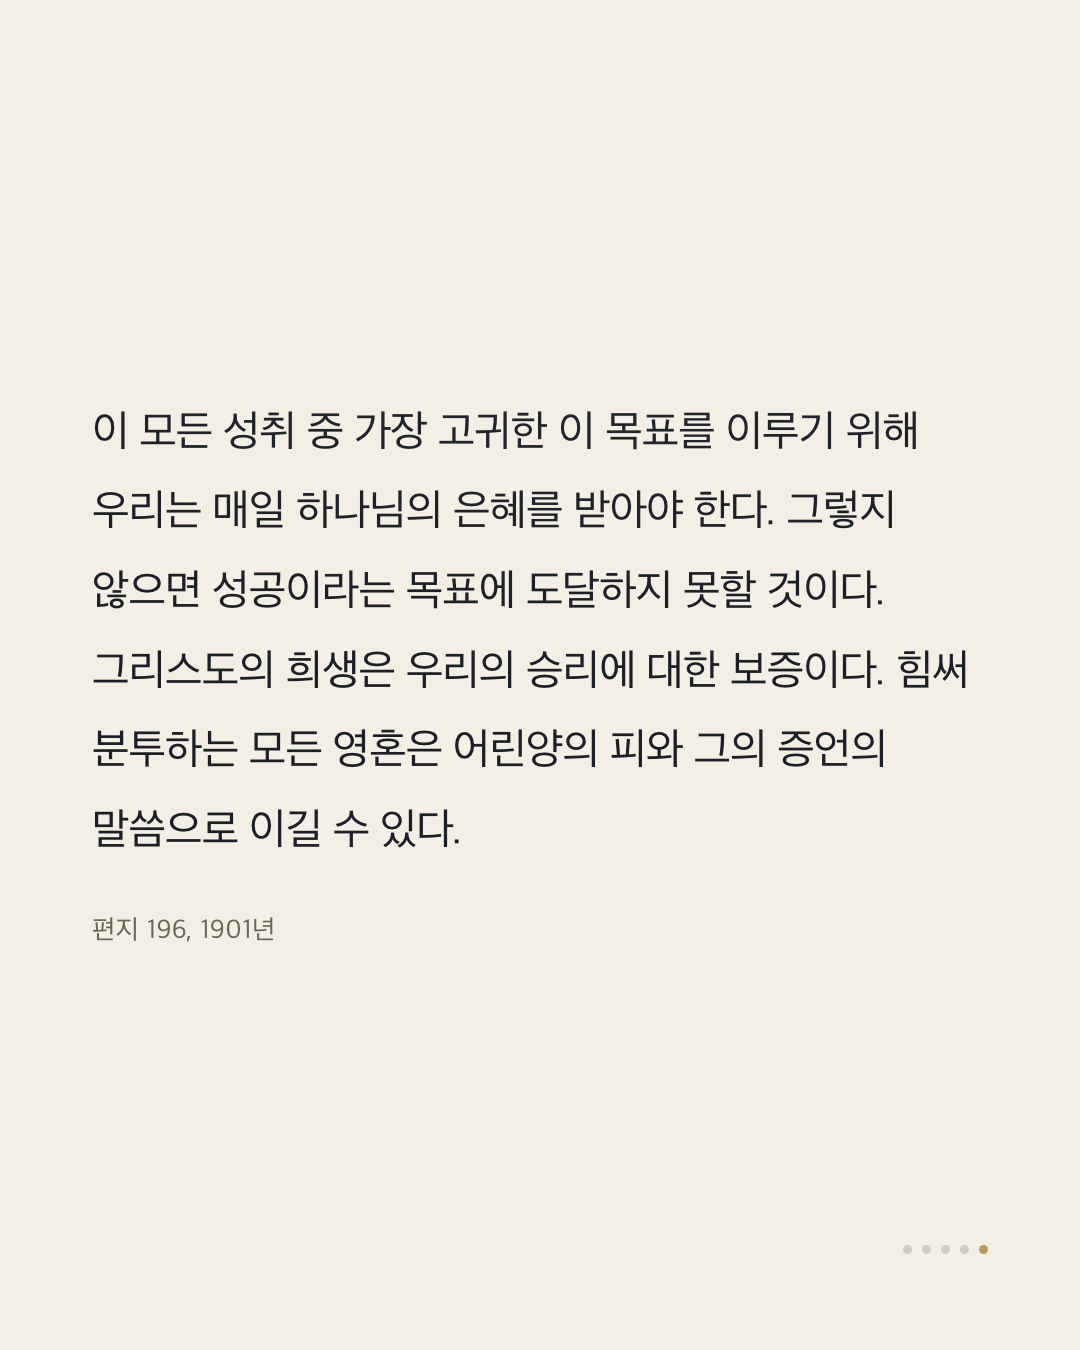 이 모든 성취 중 가장 고귀한 이 목표를 이루기 위해
우리는 매일 하나님의 은혜를 받아야 한다. 그렇지
않으면 성공이라는 목표에 도달하지 못할 것이다.
그리스도의 희생은 우리의 승리에 대한 보증이다. 힘써
분투하는 모든 영혼은 어린양의 피와 그의 증언의
말씀으로 이길 수 있다.
편지 196, 1901년